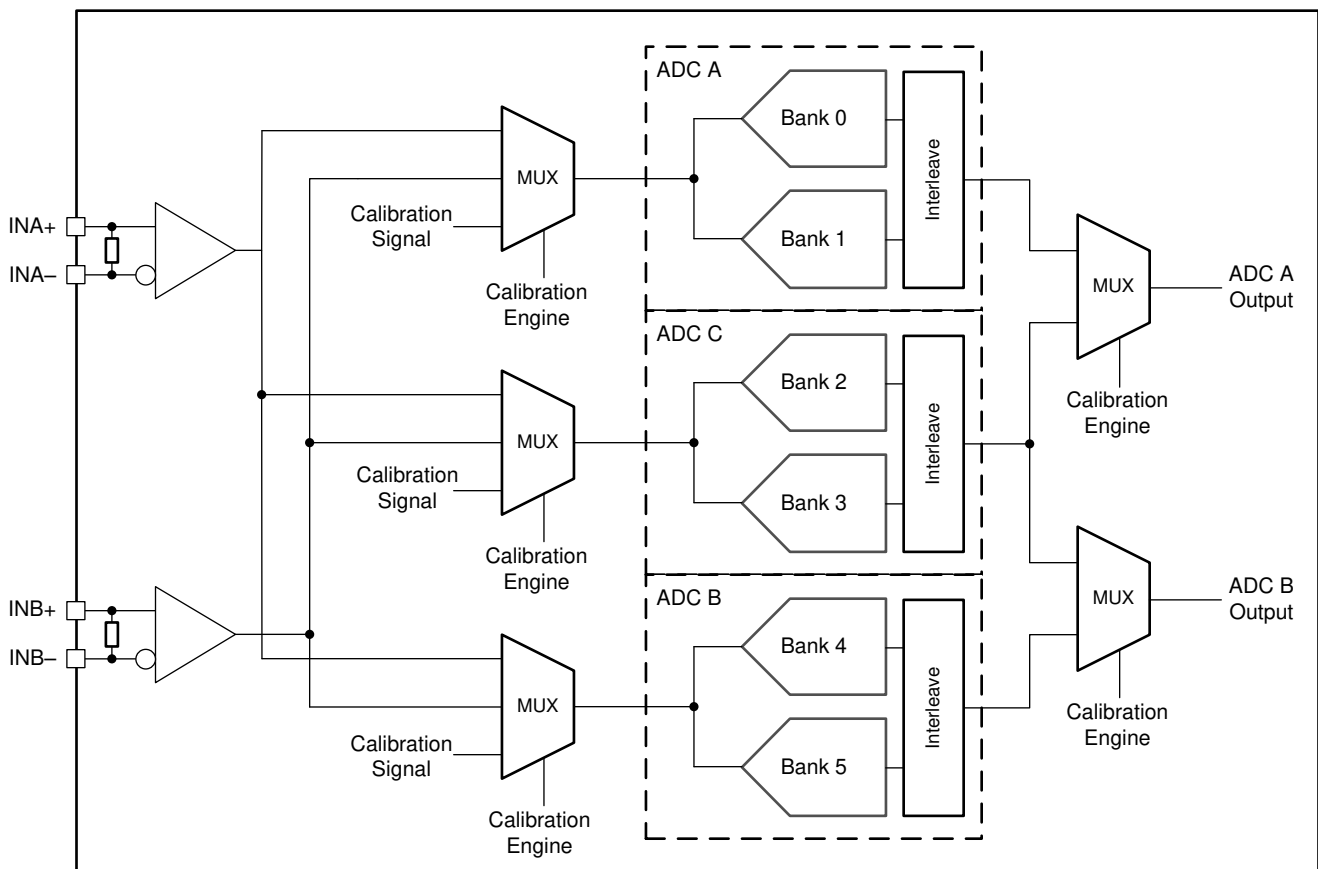 ADC A
Bank 0
Interleave
MUX
Calibration
Signal
INA+
INA–
Bank 1
Calibration
Engine
MUX
ADC A
Output
ADC C
Bank 2
Interleave
Calibration
Engine
MUX
Calibration
Signal
Bank 3
Calibration
Engine
INB+
INB–
ADC B
Bank 4
Interleave
MUX
ADC B
Output
MUX
Calibration
Signal
Bank 5
Calibration
Engine
Calibration
Engine